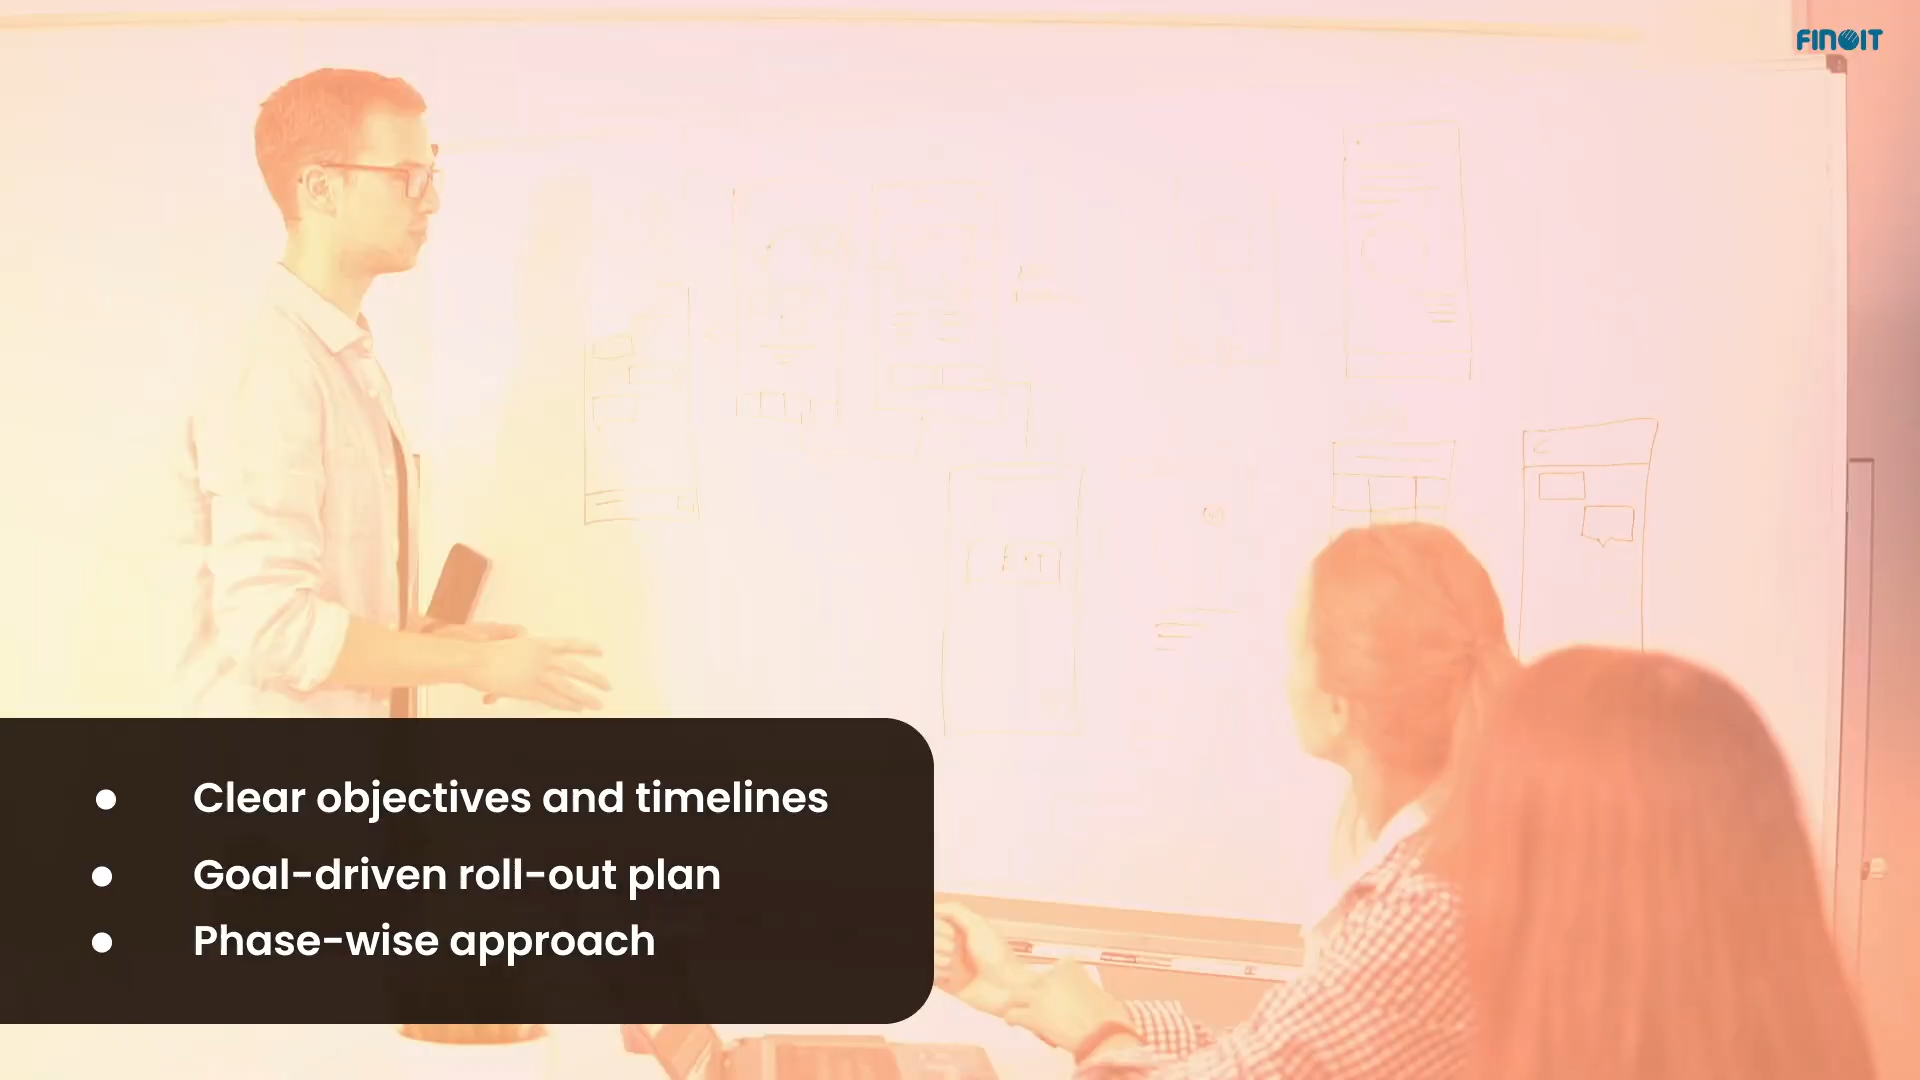 FINOIT
Clear objectives and timelines
Goal-driven roll-out plan
Phase-wise approach